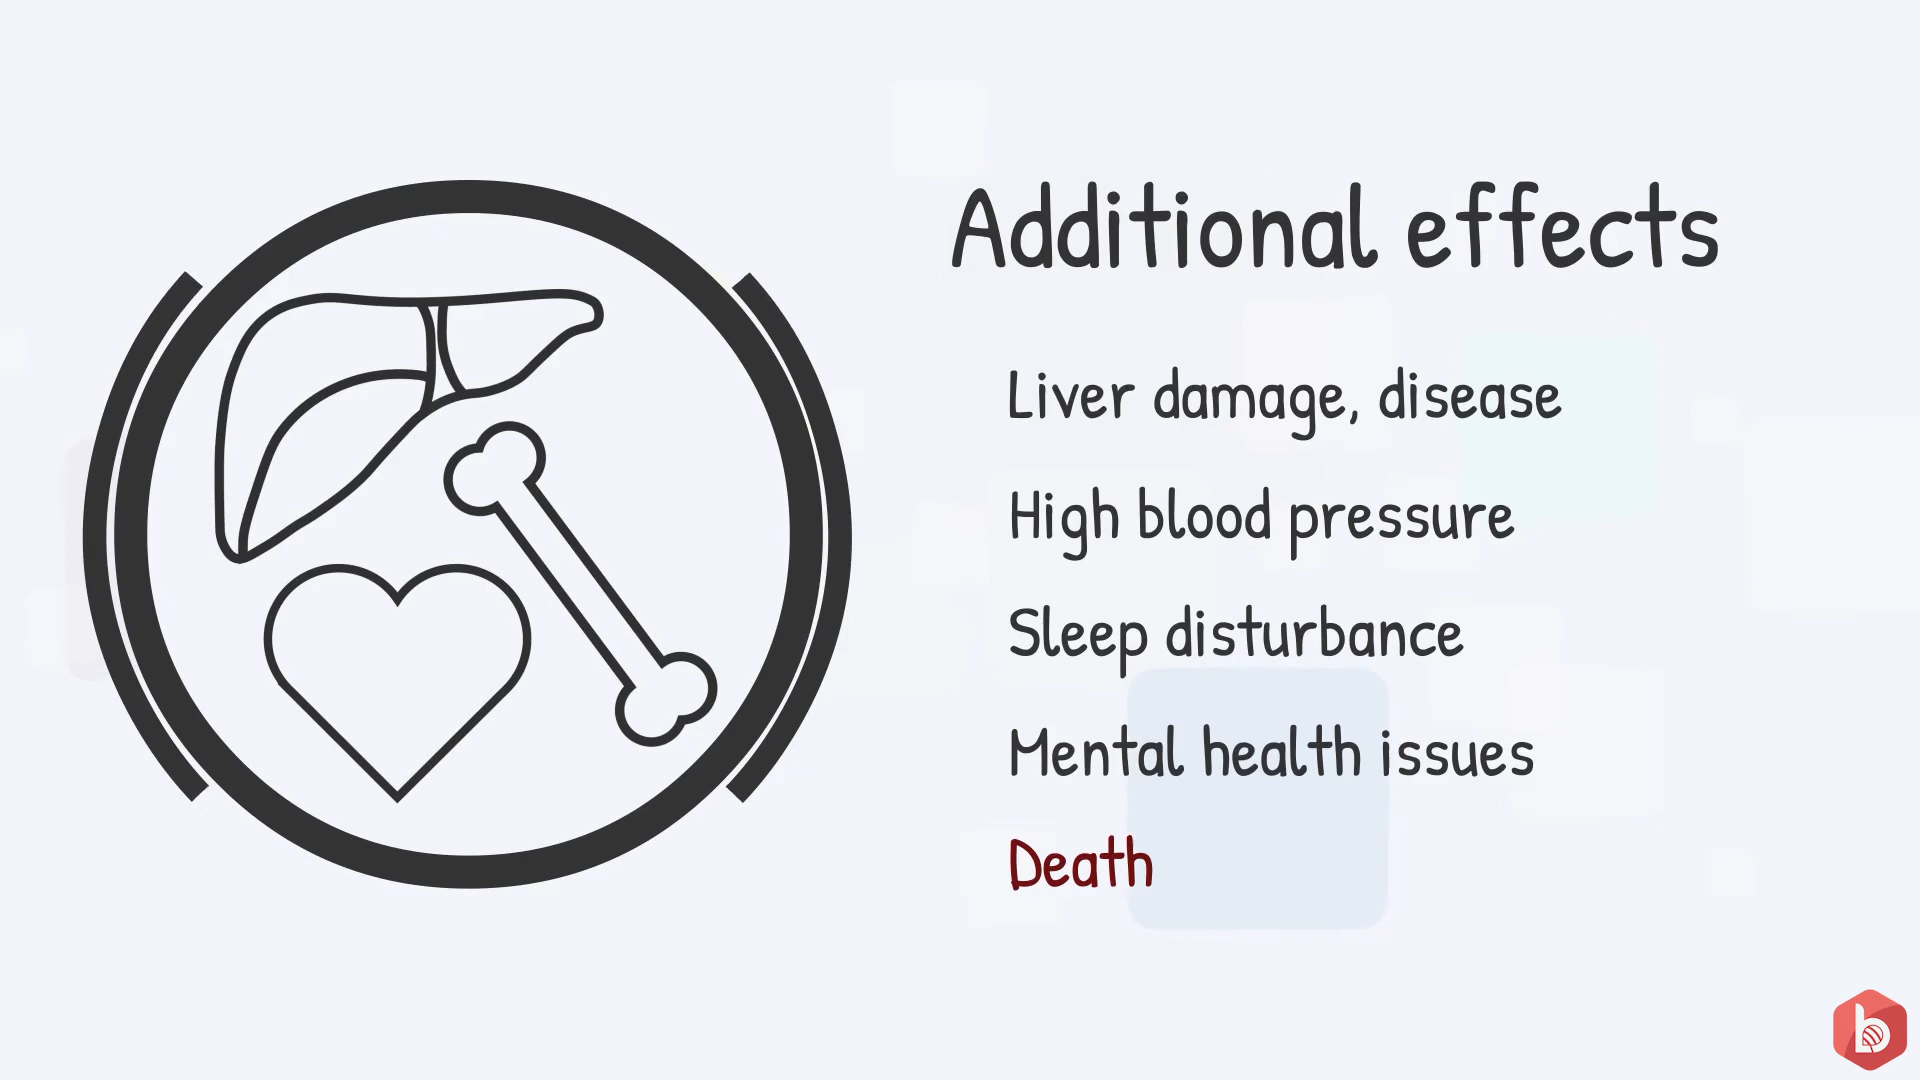 Additional effects
Liver damage, disease
High blood pressure
Sleep disturbance
Mental health issues
Death